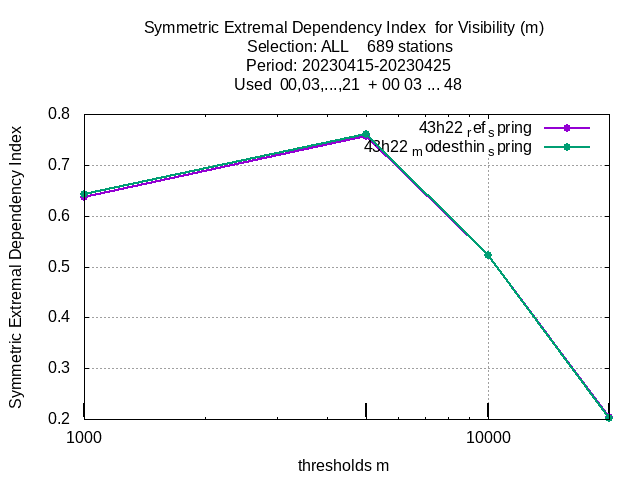 Symmetric Extremal Dependency Index  for Visibility (m)
Selection: ALL    689 stations
Period: 20230415-20230425
Used  00,03,...,21  + 00 03 ... 48
Symmetric Extremal Dependency Index
0.8
0.7
0.6
0.5
0.4
0.3
0.2
43h22 ref spring
43h22 modesthin spring
1000
10000
thresholds m